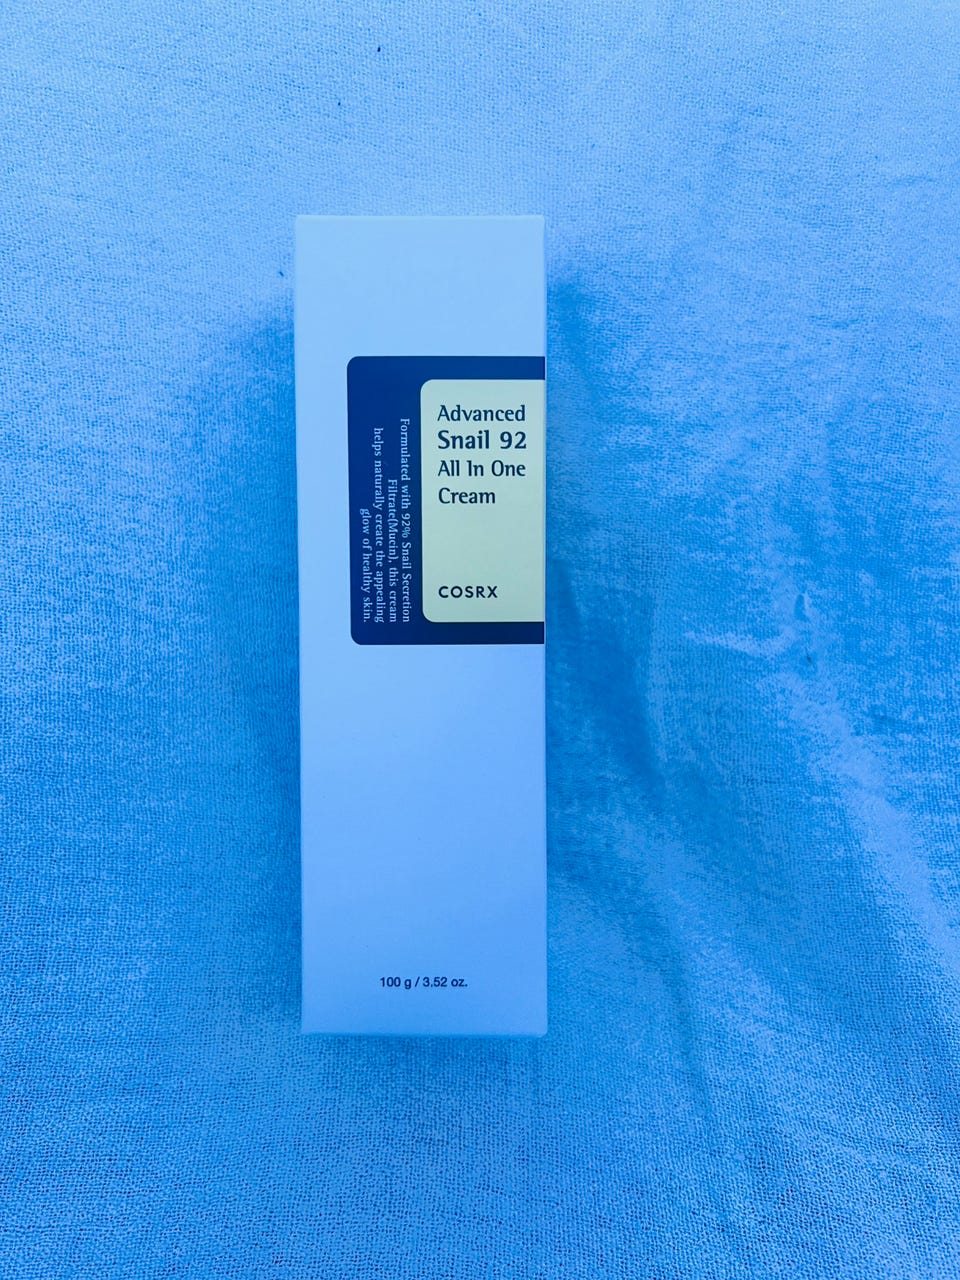 Advanced
Snail 92
All In One
Cream
COSRX
Formulated with 92% Snail Secretion
Filtrate(Mucin), this cream
helps naturally create the appealing
glow of healthy skin.
100 g / 3.52 oz.